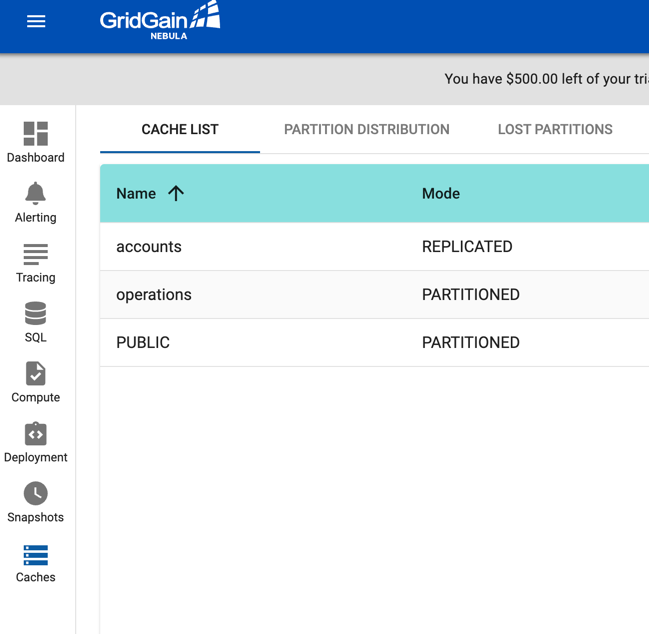 GridGain
NEBULA
You have $500.00 left of your
Dashboard
Alerting
Tracing
SQL
Compute
Deployment
Snapshots
Caches
CACHE LIST PARTITION DISTRIBUTION LOST PARTITIONS
Name Mode
accounts REPLICATED
operations PARTITIONED
PUBLIC PARTITIONED